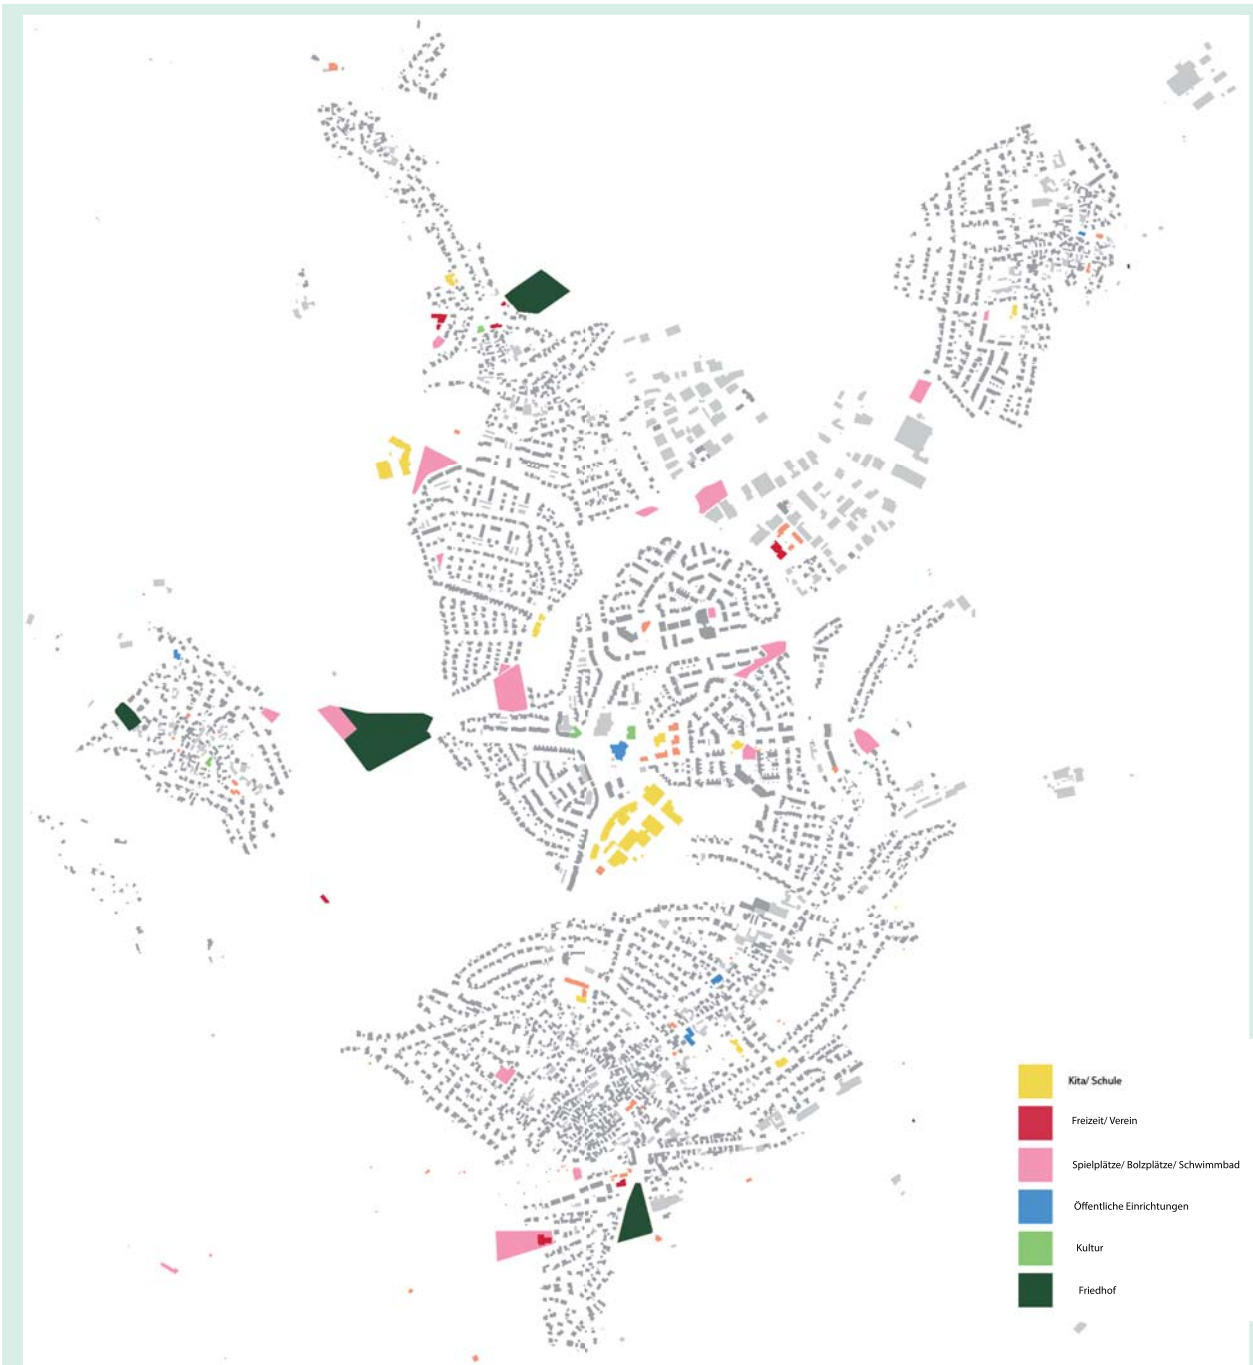 Kita/ Schule
Freizeit/ Verein
Spielplätze/ Bolzplätze/ Schwimmbad
Öffentliche Einrichtungen
Kultur
Friedhof